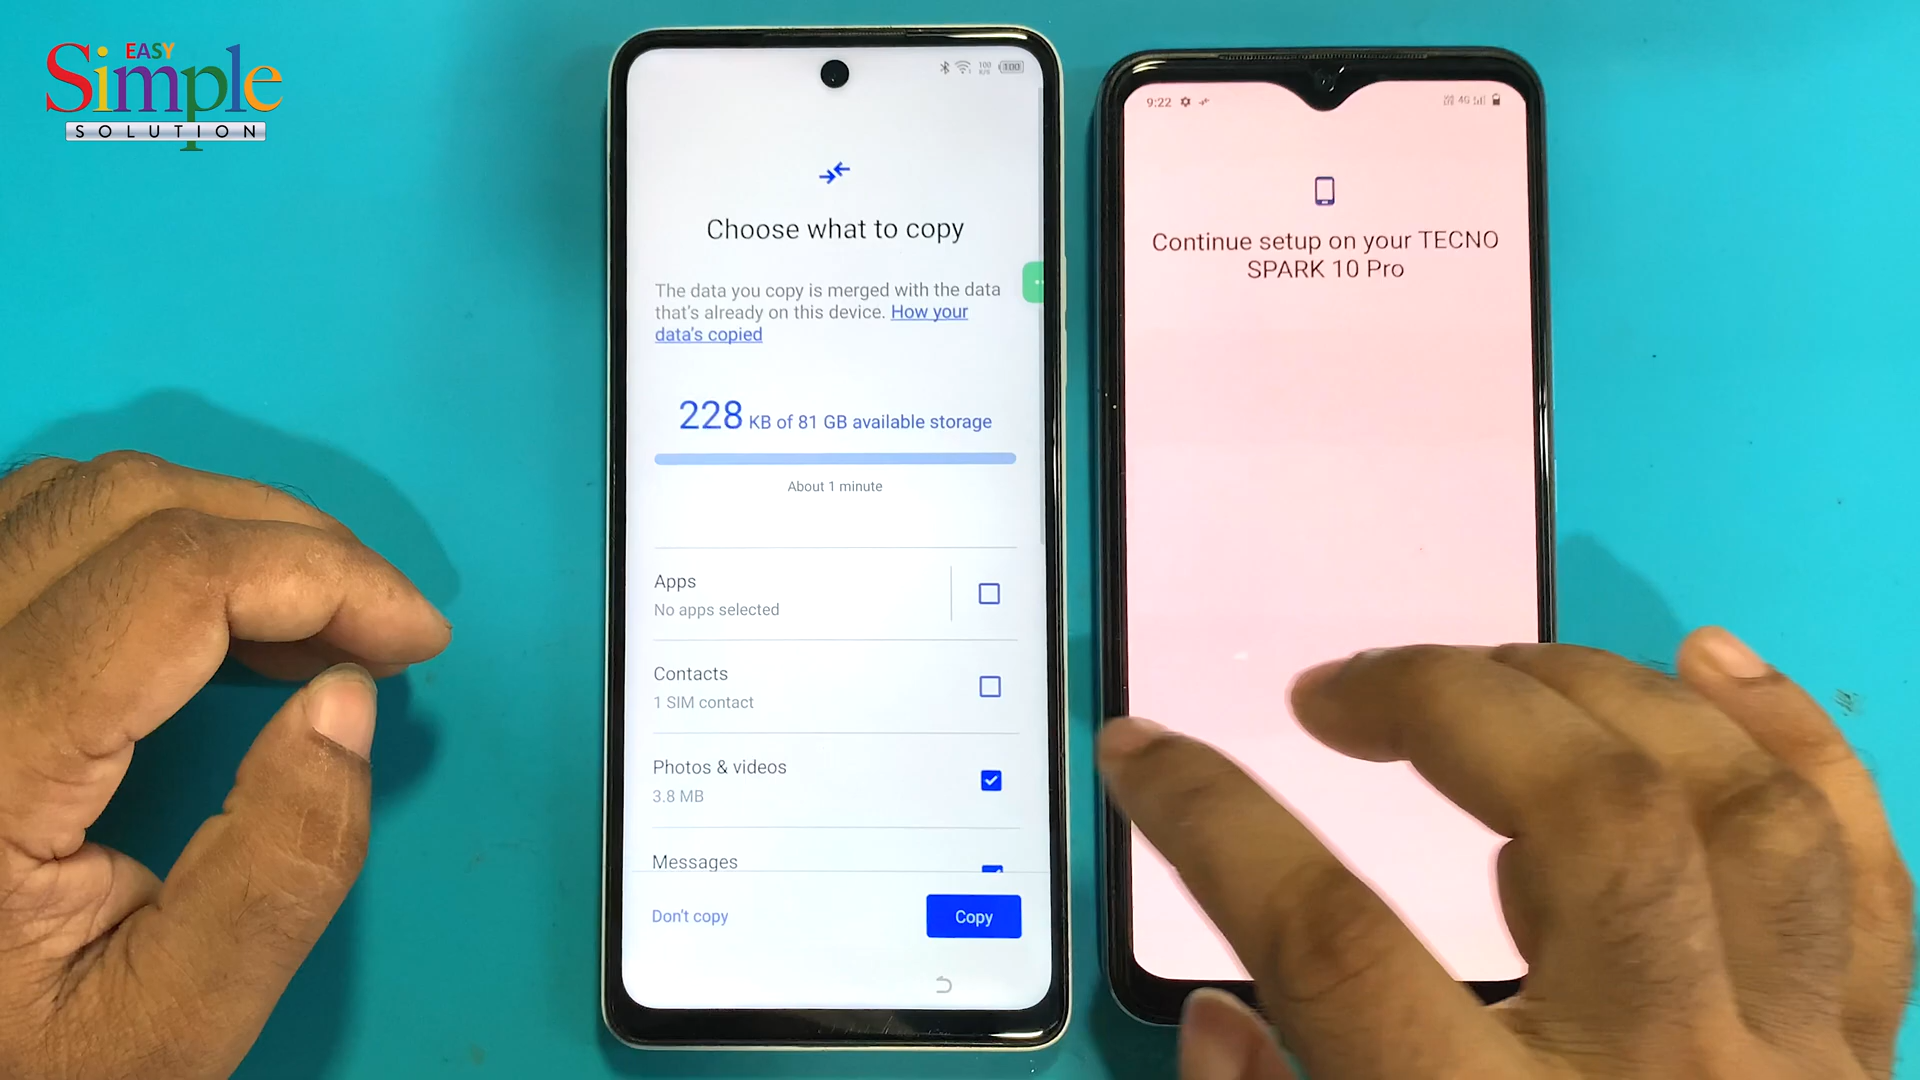 EASY
Simple
SOLUTION
100
Choose what to copy
The data you copy is merged with the data
that's already on this device. How your
data's copied
228 KB of 81 GB available storage
About 1 minute
Apps
No apps selected
Contacts
1 SIM contact
Photos & videos
3.8 MB
Messages
Don't copy
Copy
9:22
4G
Continue setup on your TECNO
SPARK 10 Pro